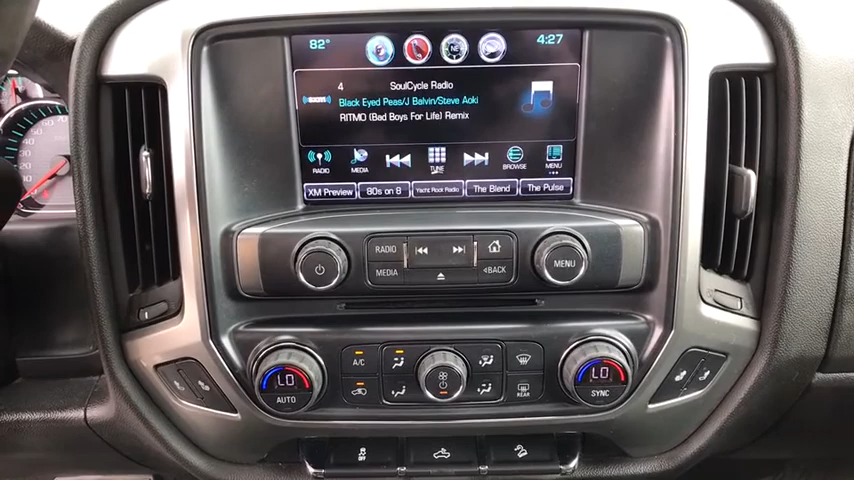 82° NE 4:27
4 SoulCycle Radio
Black Eyed Peas/J Balvin/Steve Aoki
RITMO (Bad Boys For Life) Remix
RADIO MEDIA TUNE BROWSE MENU
XM Preview 80s on 8 Yacht Rock Radio The Blend The Pulse
RADIO
MEDIA <BACK
MENU
A/C
LO LO
AUTO REAR SYNC
OFF